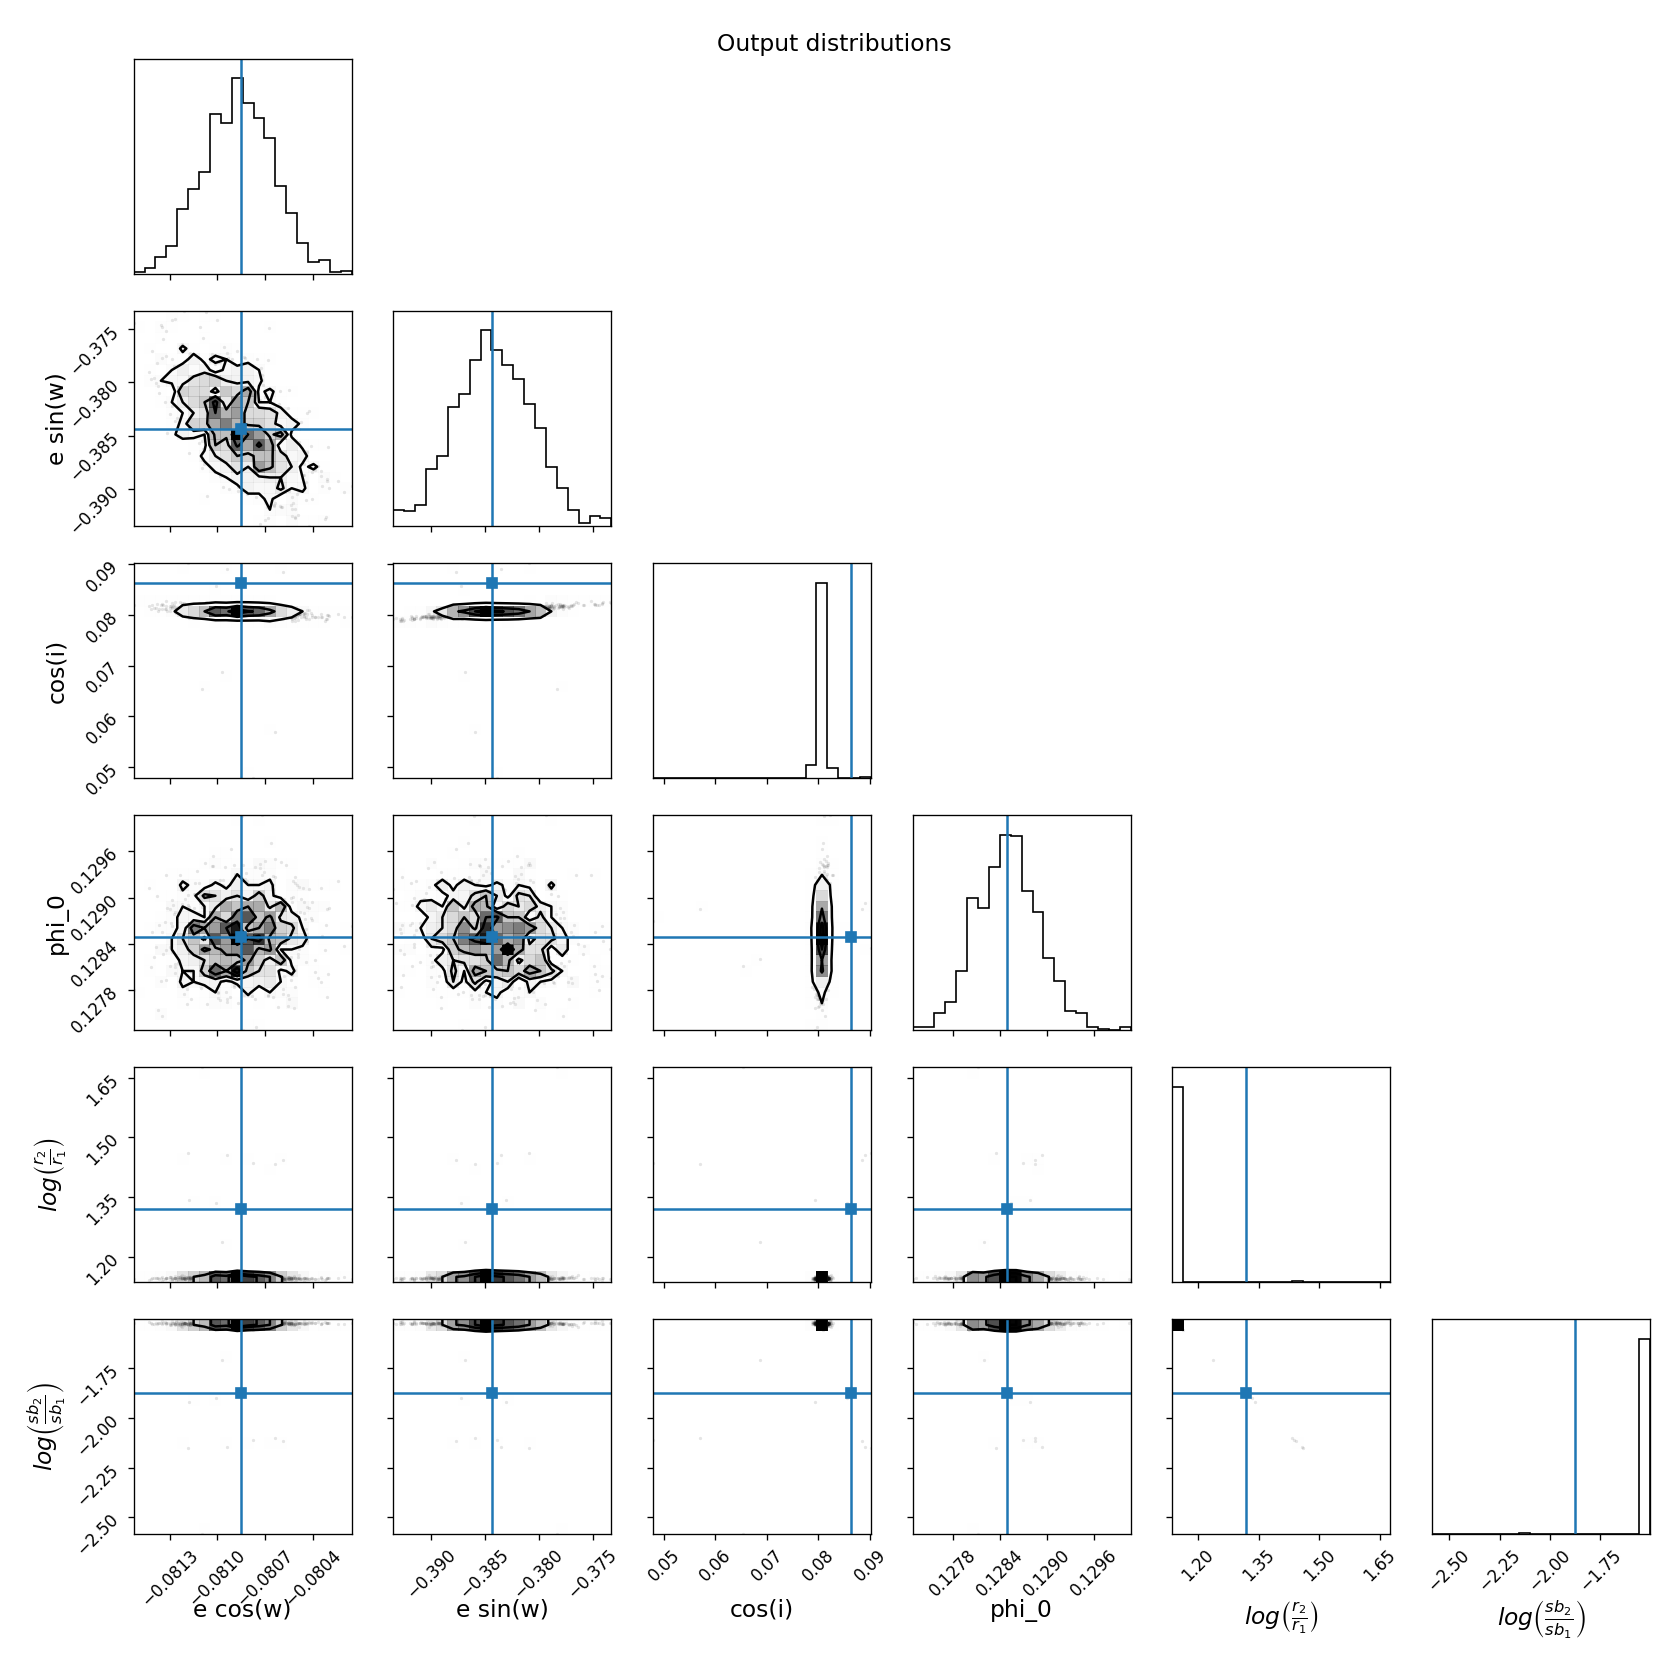 Output distributions
e sin(w)
−0.375
−0.380
−0.385
−0.390
cos(i)
0.09
0.08
0.07
0.06
0.05
phi_0
0.1296
0.1290
0.1284
0.1278
log(r₂/r₁)
1.65
1.50
1.35
1.20
log(sb₂/sb₁)
−1.75
−2.00
−2.25
−2.50
−0.0813 −0.0810 −0.0807 −0.0804
−0.390 −0.385 −0.380 −0.375
0.05 0.06 0.07 0.08 0.09
0.1278 0.1284 0.1290 0.1296
1.20 1.35 1.50 1.65
−2.50 −2.25 −2.00 −1.75
e cos(w)
e sin(w)
cos(i)
phi_0
log(r₂/r₁)
log(sb₂/sb₁)